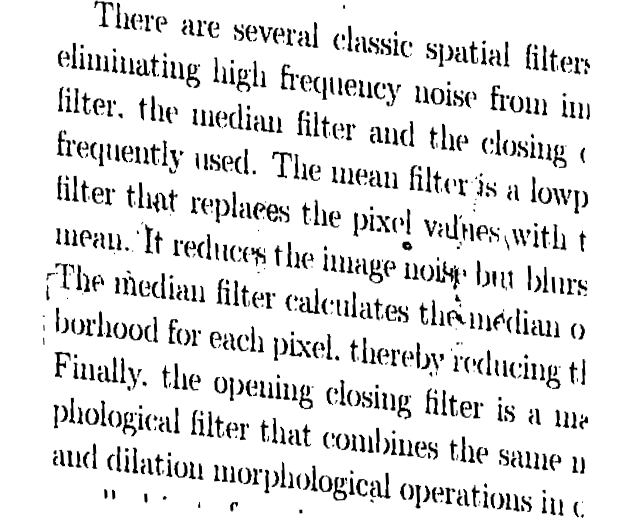 There are several classic spatial filters
eliminating high frequency noise from im
filter, the median filter and the closing
frequently used. The mean filter is a lowp
filter that replaces the pixel values with t
mean. It reduces the image noise but blurs
The median filter calculates the median o
borhood for each pixel, thereby reducing th
Finally, the opening closing filter is a ma
phological filter that combines the same n
and dilation morphological operations in